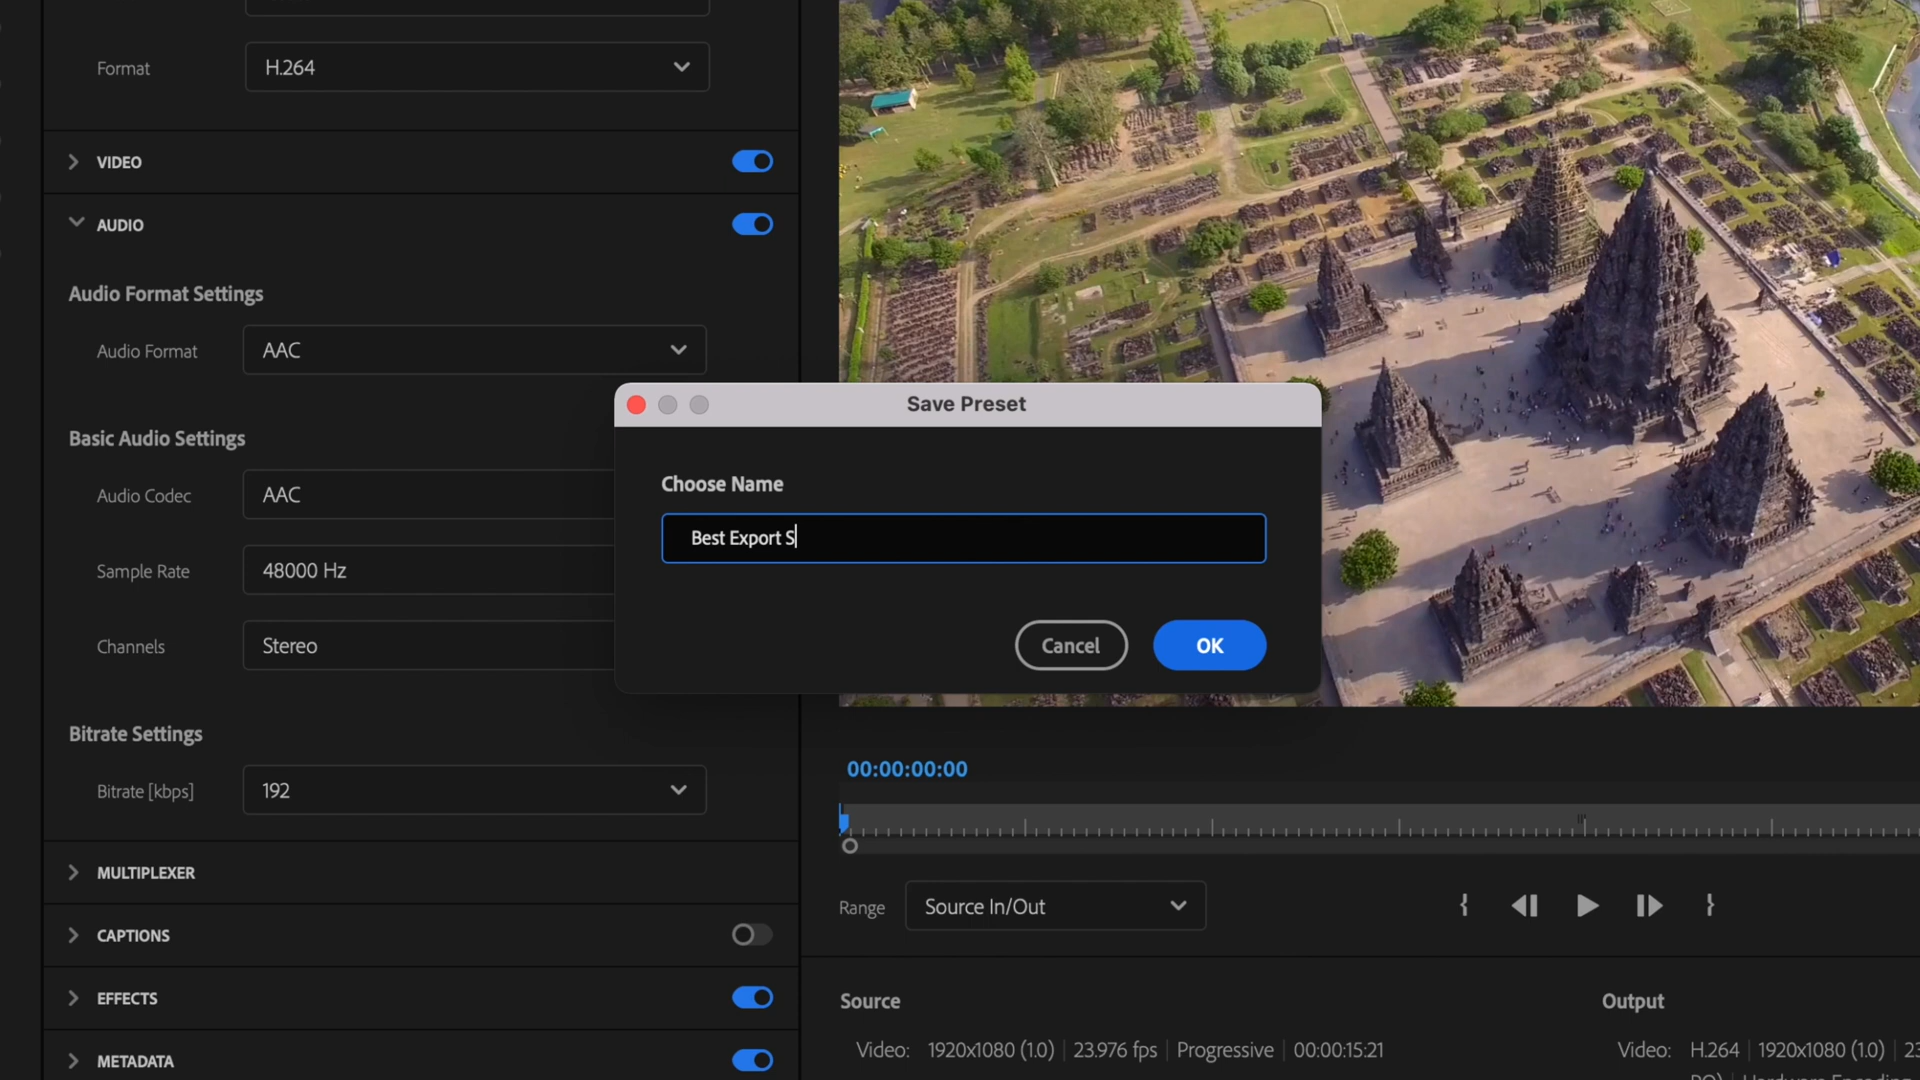 Format
H.264
VIDEO
AUDIO
Audio Format Settings
Audio Format
AAC
Basic Audio Settings
Audio Codec
AAC
Sample Rate
48000 Hz
Channels
Stereo
Bitrate Settings
Bitrate [kbps]
192
MULTIPLEXER
CAPTIONS
EFFECTS
METADATA
Save Preset
Choose Name
Best Export S
Cancel
OK
00:00:00:00
Range
Source In/Out
Source
Video: 1920x1080 (1.0) | 23.976 fps | Progressive | 00:00:15:21
Output
Video: H.264 | 1920x1080 (1.0) | 23